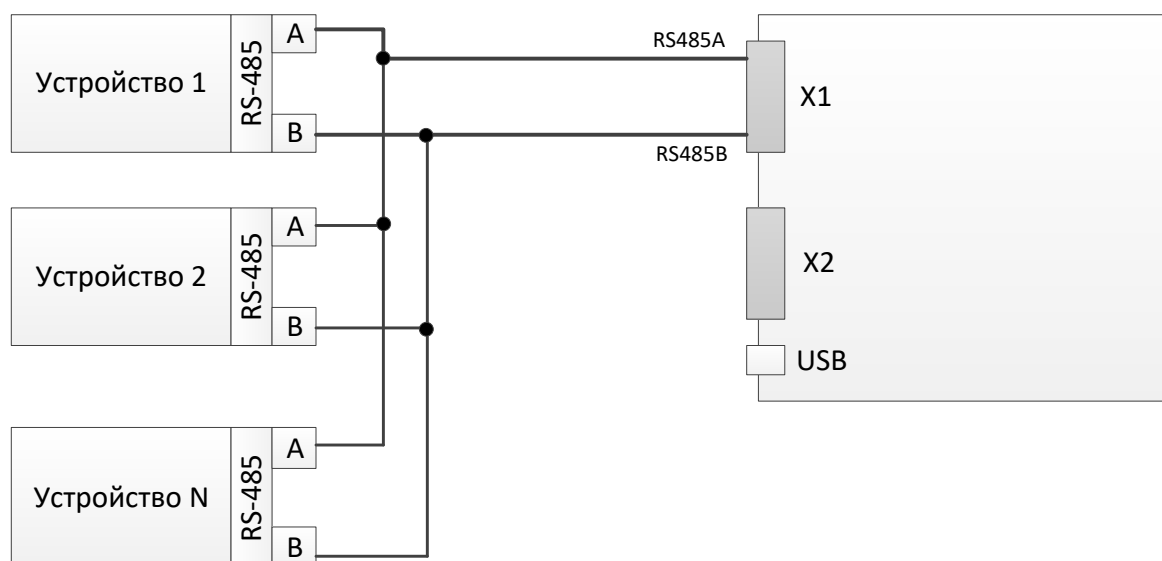 Устройство 1
RS-485
A
B
RS485A
RS485B
X1
Устройство 2
RS-485
A
B
X2
USB
Устройство N
RS-485
A
B